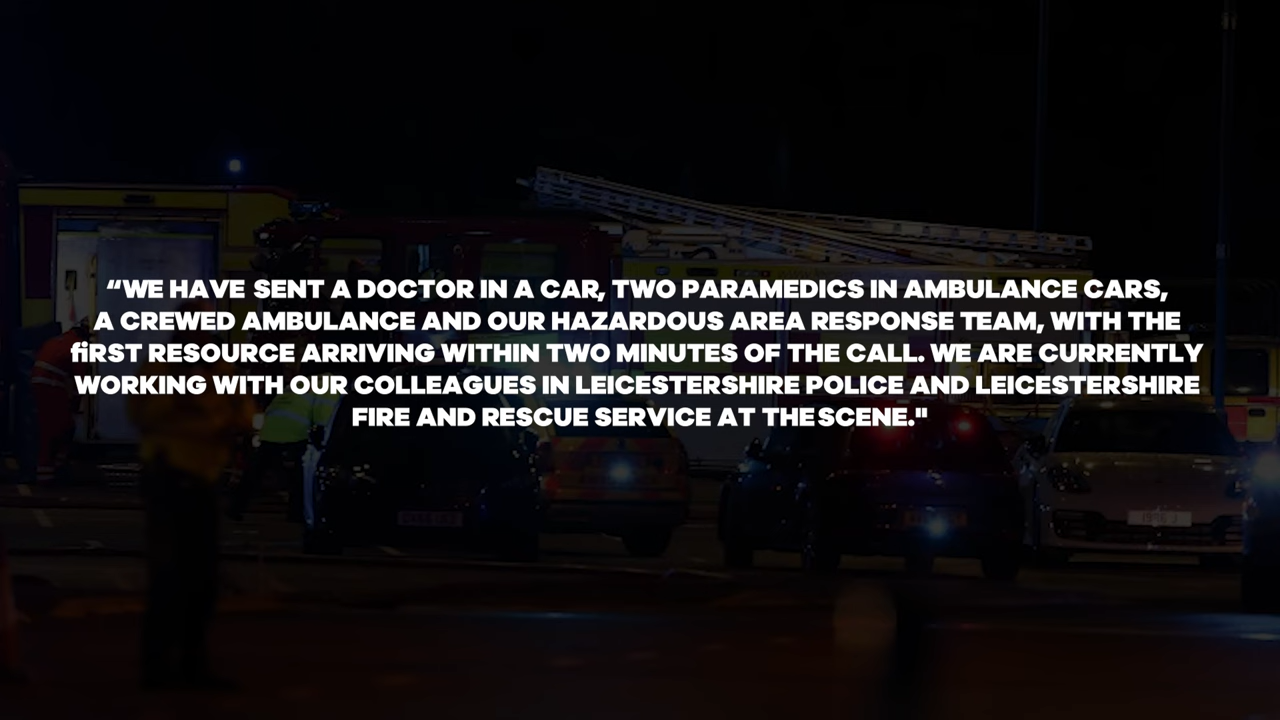 “WE HAVE SENT A DOCTOR IN A CAR, TWO PARAMEDICS IN AMBULANCE CARS,
A CREWED AMBULANCE AND OUR HAZARDOUS AREA RESPONSE TEAM, WITH THE
fiRST RESOURCE ARRIVING WITHIN TWO MINUTES OF THE CALL. WE ARE CURRENTLY
WORKING WITH OUR COLLEAGUES IN LEICESTERSHIRE POLICE AND LEICESTERSHIRE
FIRE AND RESCUE SERVICE AT THE SCENE."